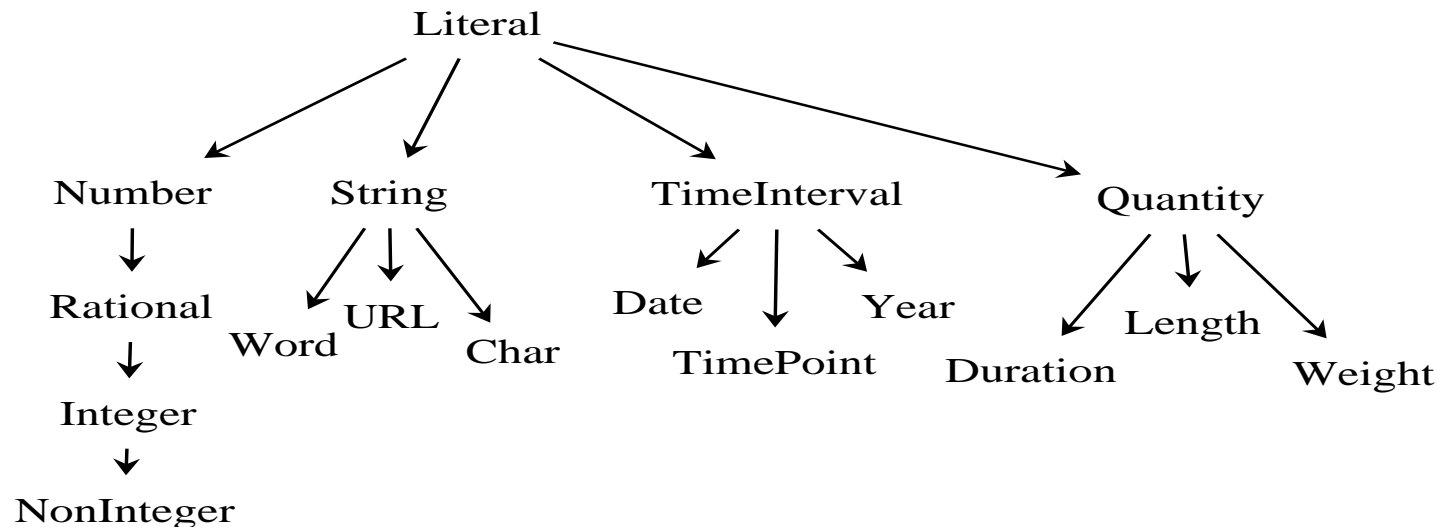 Literal
Number
String
TimeInterval
Quantity
Rational
Word
URL
Char
Date
TimePoint
Year
Duration
Length
Weight
Integer
NonInteger